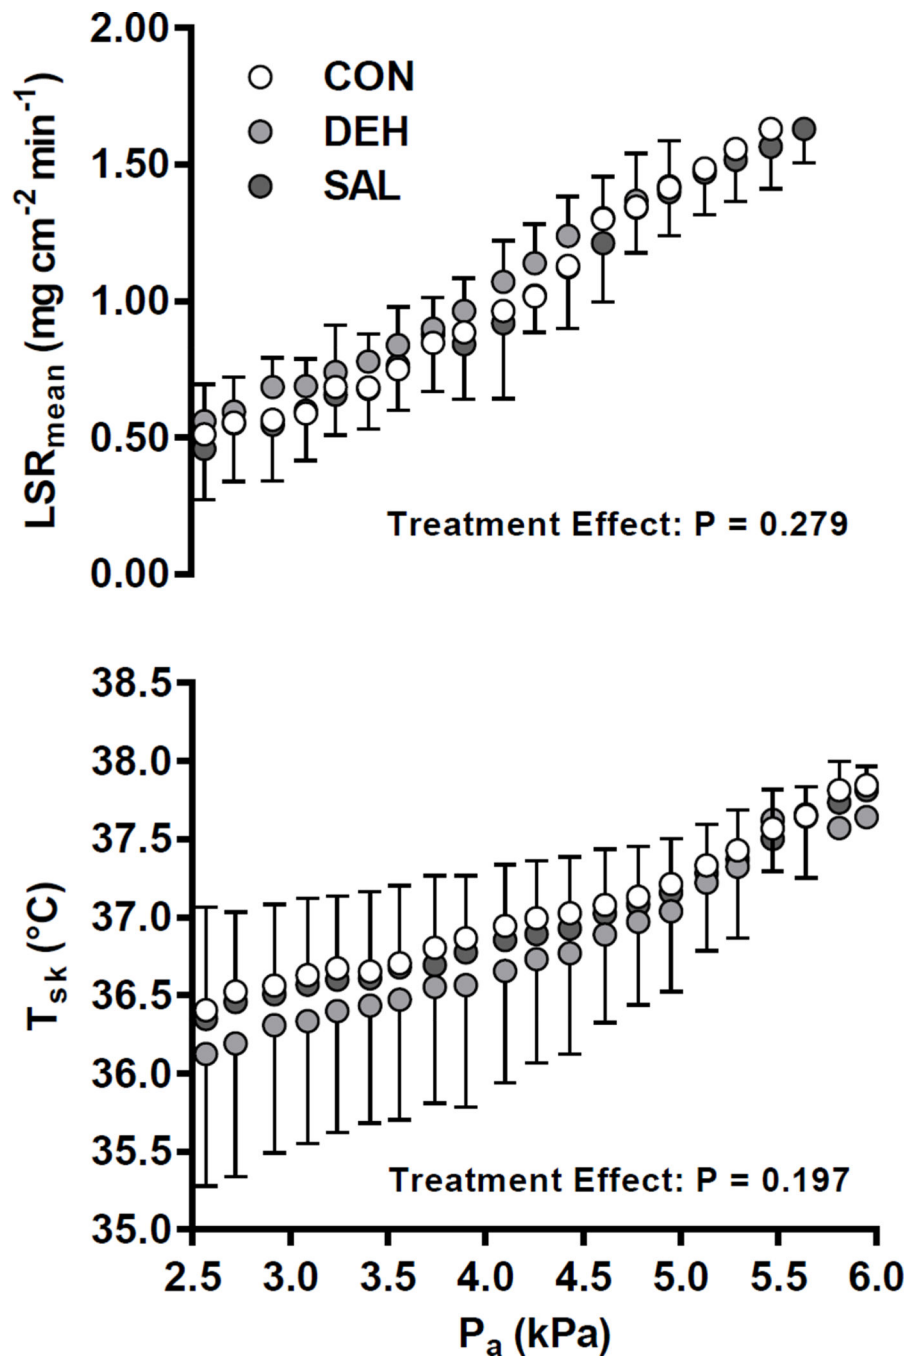 2.00
CON
DEH
SAL
1.50
1.00
0.50
0.00
LSRmean (mg cm-2 min-1)
Treatment Effect: P = 0.279
38.5
38.0
37.5
37.0
36.5
36.0
35.5
35.0
Tsk (°C)
Treatment Effect: P = 0.197
2.5 3.0 3.5 4.0 4.5 5.0 5.5 6.0
Pa (kPa)